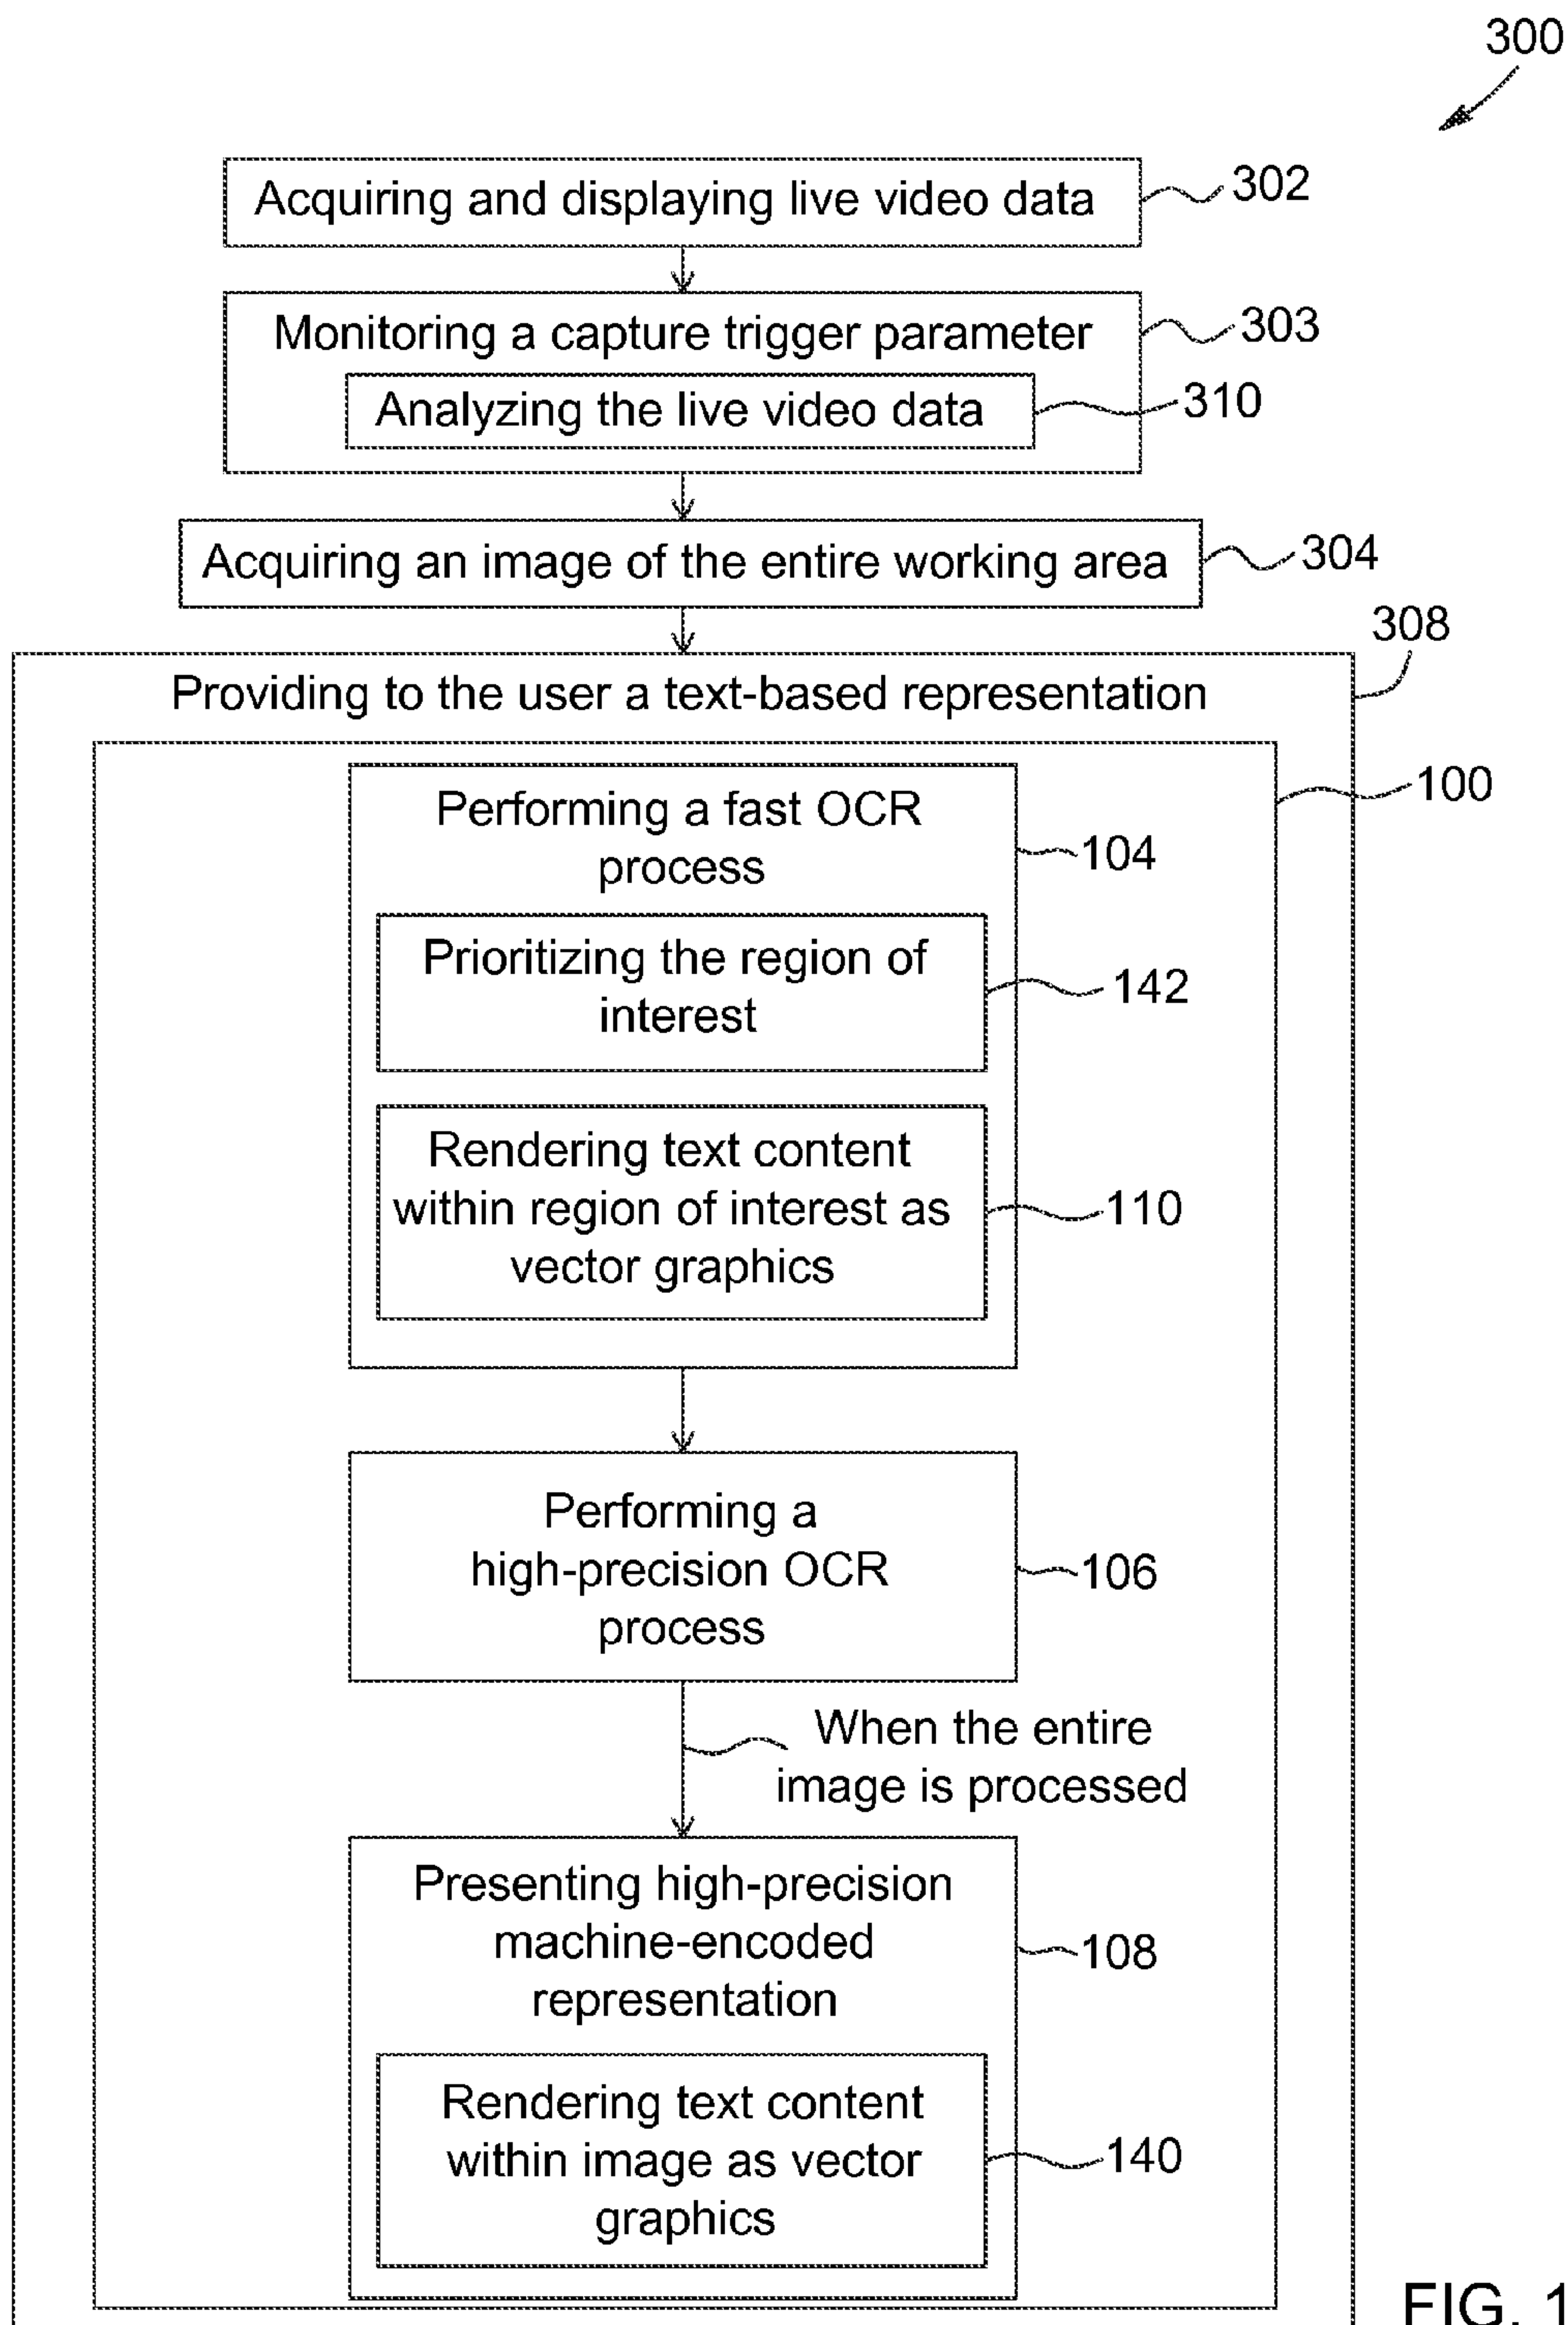 300
Acquiring and displaying live video data
302
Monitoring a capture trigger parameter
303
Analyzing the live video data
310
Acquiring an image of the entire working area
304
308
Providing to the user a text-based representation
100
Performing a fast OCR
process
104
Prioritizing the region of
interest
142
Rendering text content
within region of interest as
vector graphics
110
Performing a
high-precision OCR
process
106
When the entire
image is processed
Presenting high-precision
machine-encoded
representation
108
Rendering text content
within image as vector
graphics
140
FIG. 1